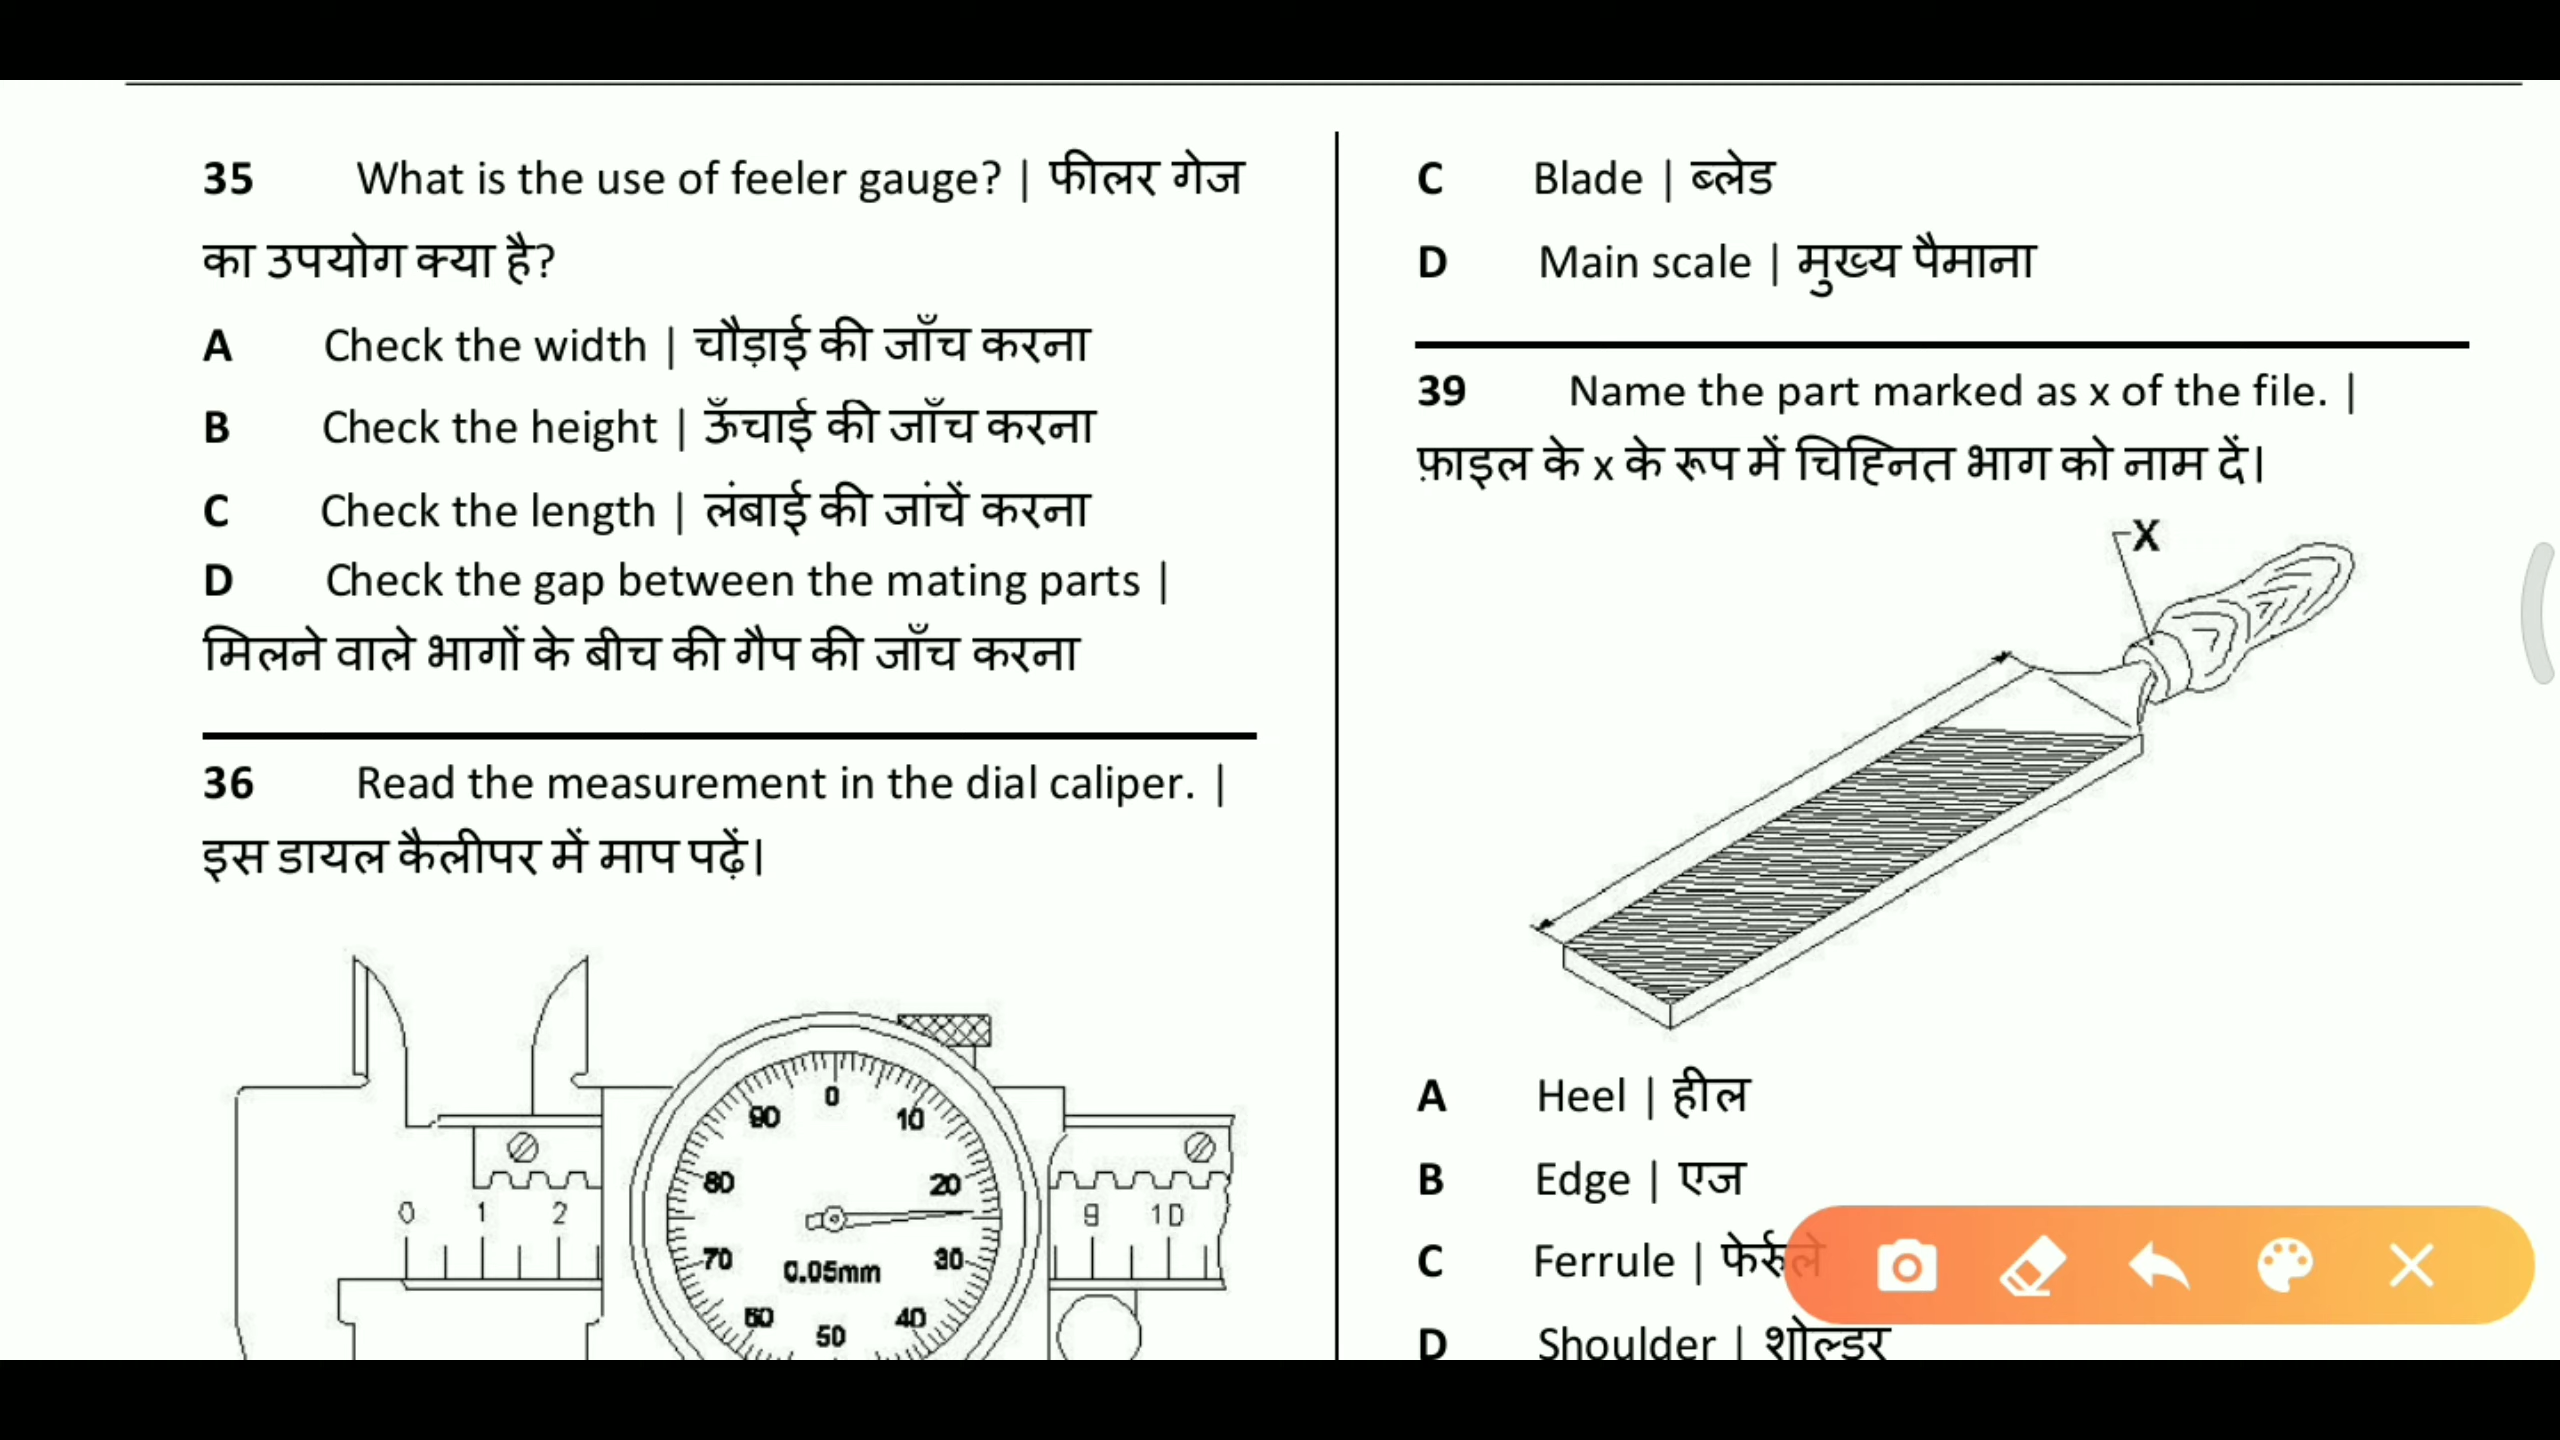 35 What is the use of feeler gauge? | फीलर गेज
का उपयोग क्या है?
A Check the width | चौड़ाई की जाँच करना
B Check the height | ऊँचाई की जाँच करना
C Check the length | लंबाई की जांचें करना
D Check the gap between the mating parts |
मिलने वाले भागों के बीच की गैप की जाँच करना
36 Read the measurement in the dial caliper. |
इस डायल कैलीपर में माप पढ़ें।
0
90 10
80 20
0 1 2 9 10
70 30
0.05mm
60 40
50
C Blade | ब्लेड
D Main scale | मुख्य पैमाना
39 Name the part marked as x of the file. |
फ़ाइल के x के रूप में चिह्नित भाग को नाम दें।
X
A Heel | हील
B Edge | एज
C Ferrule | फेर्रुले
D Shoulder | शोल्डर